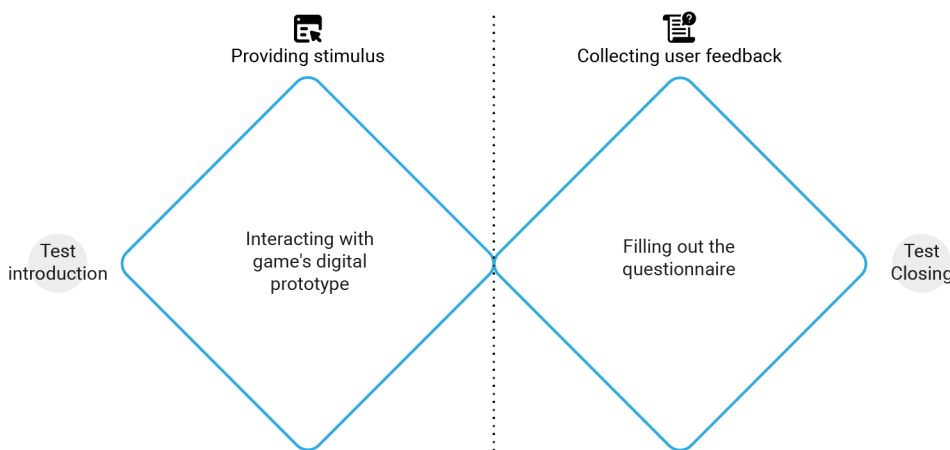 Providing stimulus
Collecting user feedback
Test
introduction
Interacting with
game's digital
prototype
Filling out the
questionnaire
Test
Closing
?